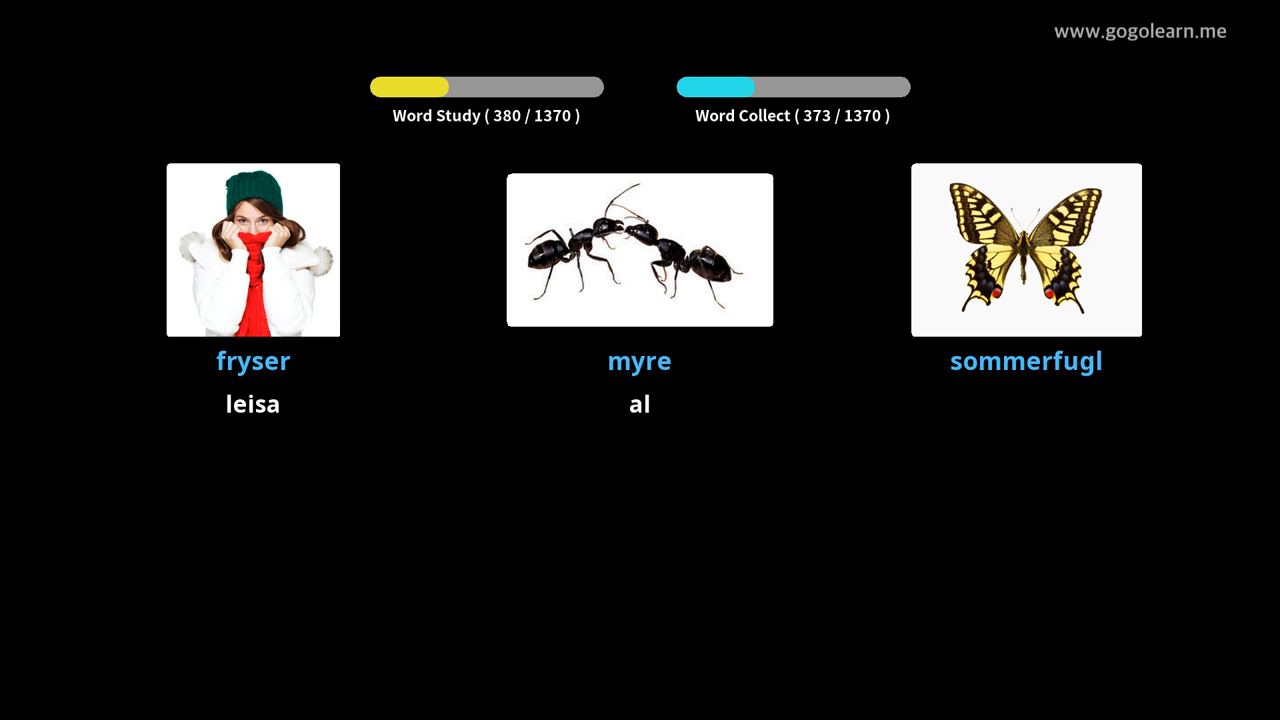 www.gogolearn.me
Word Study ( 380 / 1370 )
Word Collect ( 373 / 1370 )
fryser
myre
sommerfugl
leisa
al